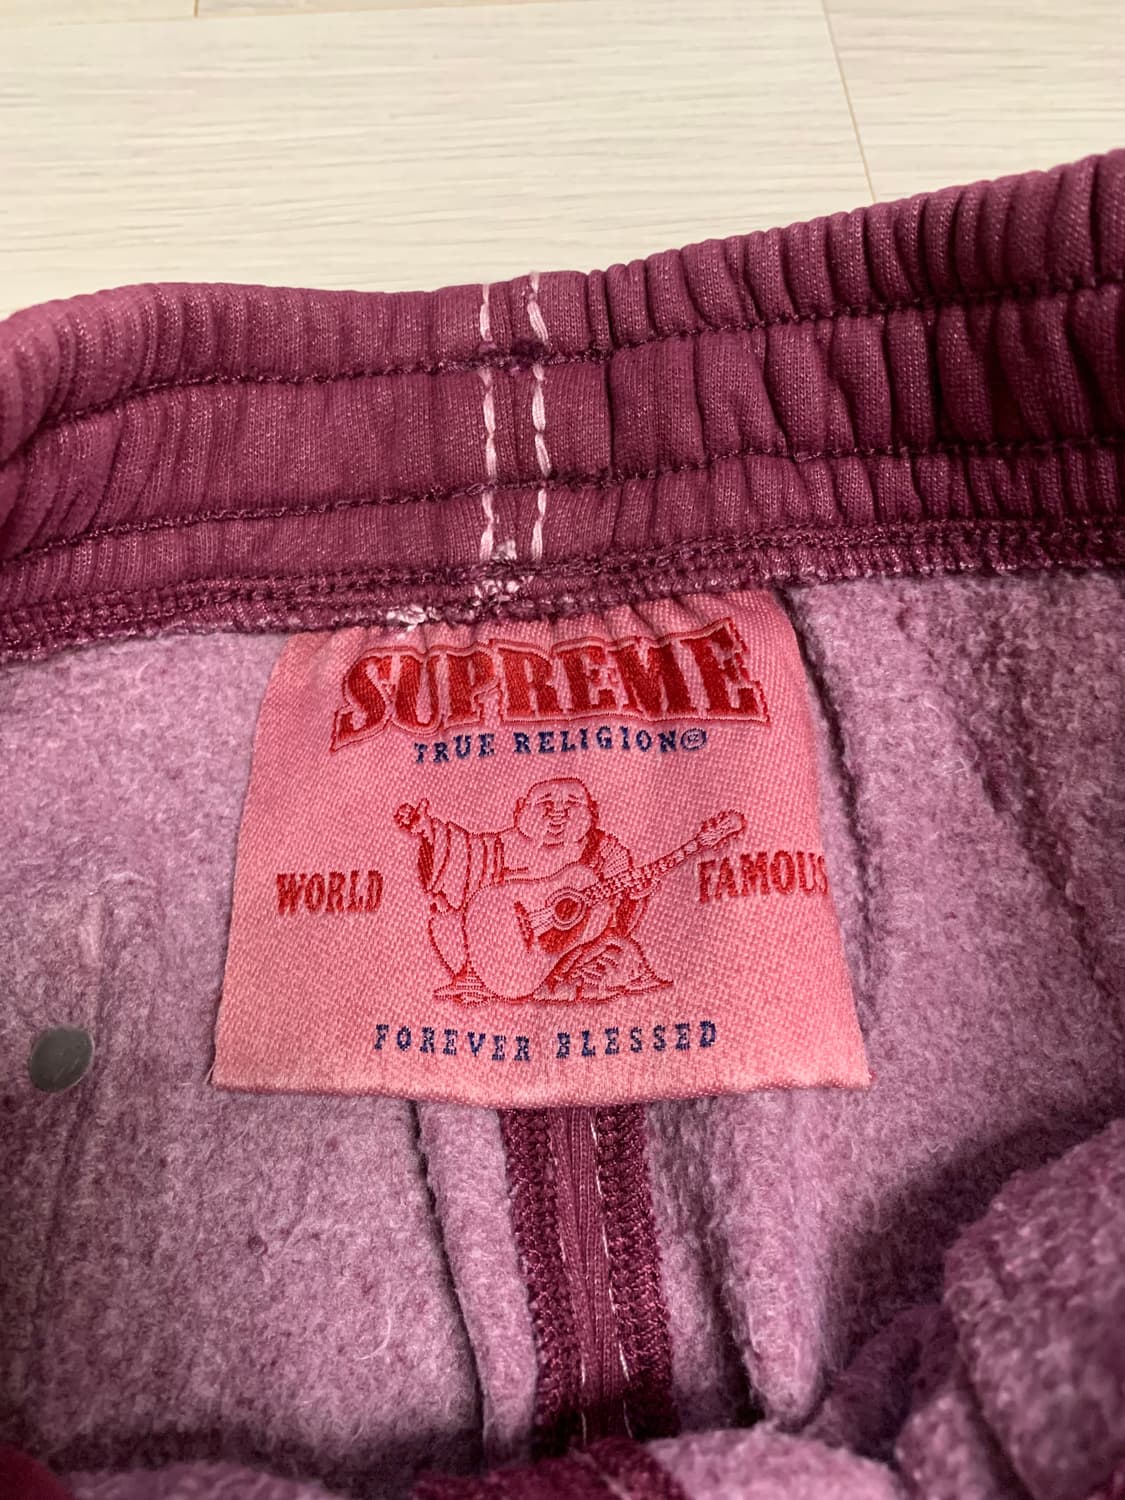 SUPREME
TRUE RELIGION®
WORLD FAMOUS
FOREVER BLESSED